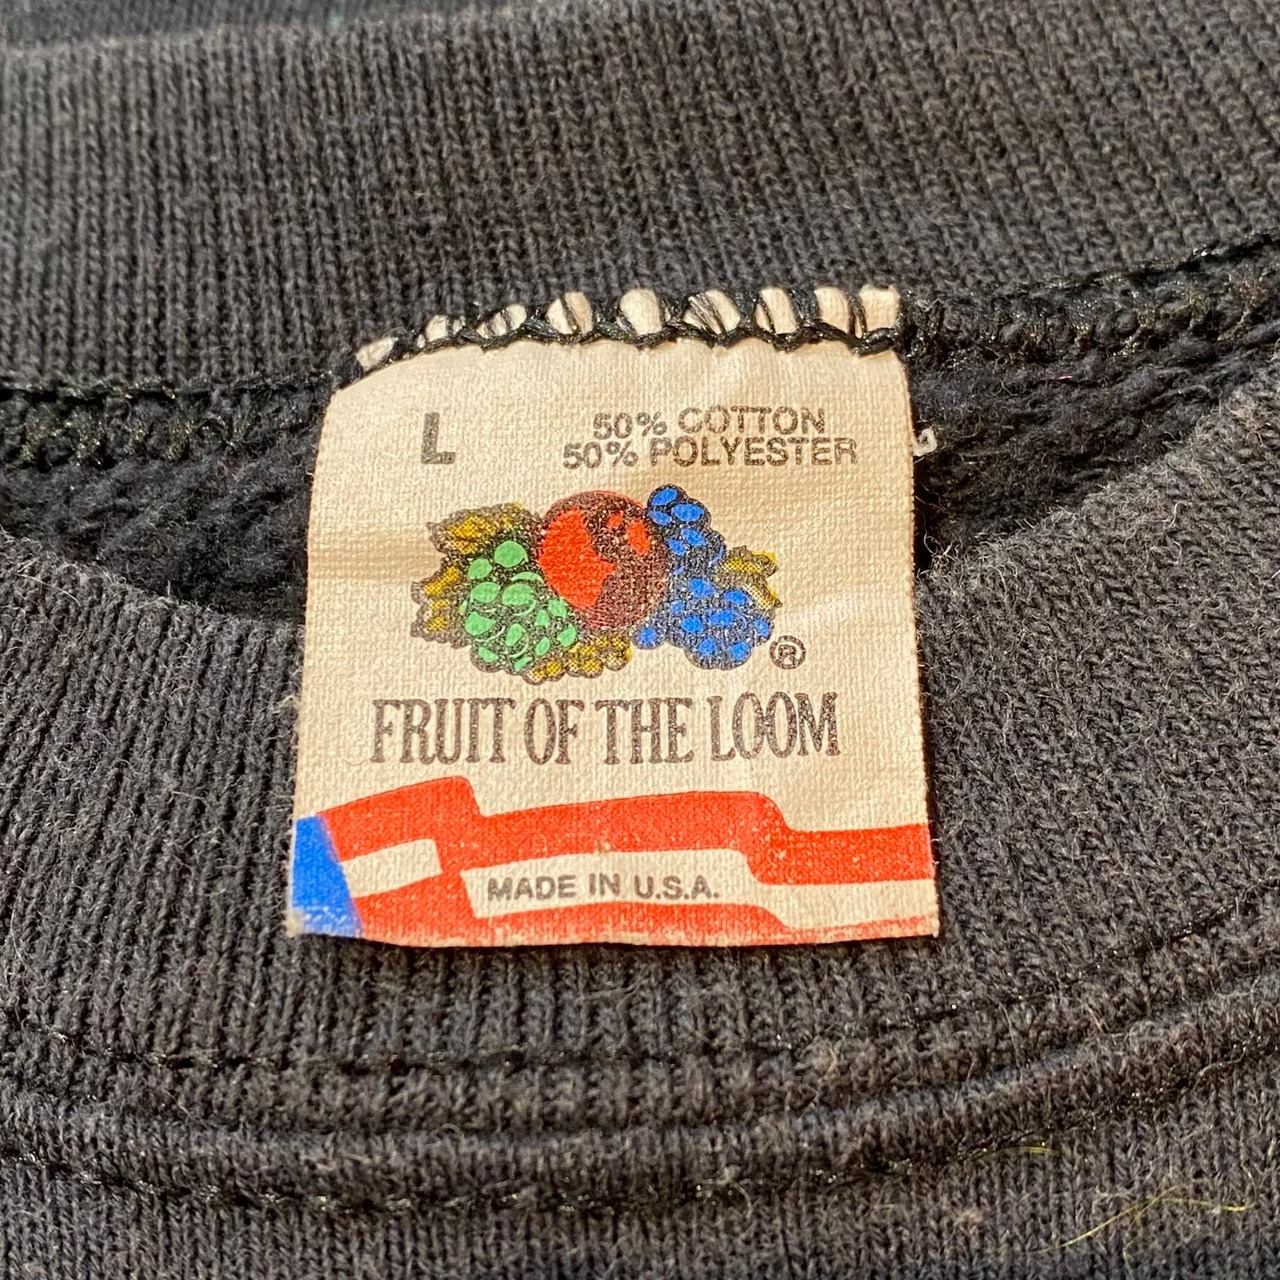 L
50% COTTON
50% POLYESTER
®
FRUIT OF THE LOOM
MADE IN U.S.A.